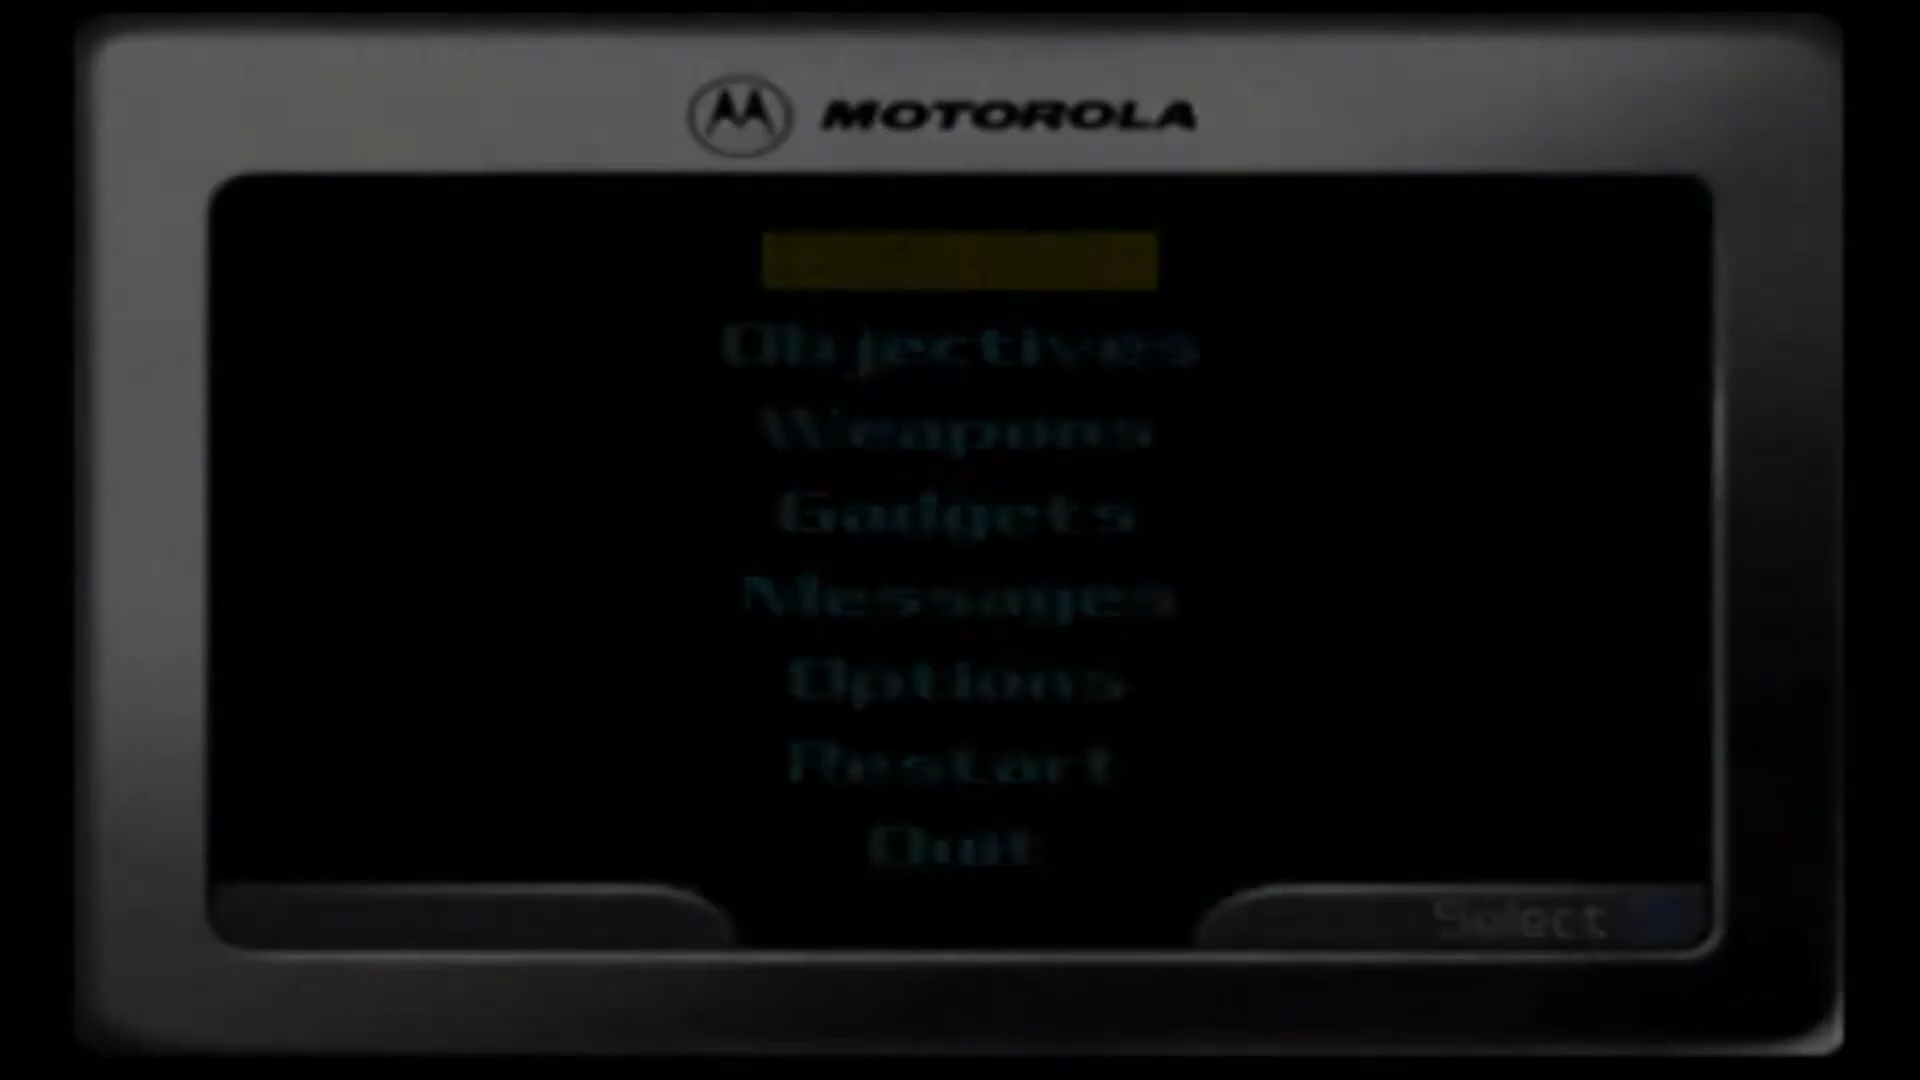 MOTOROLA
Objectives
Weapons
Gadgets
Messages
Options
Restart
Quit
Select